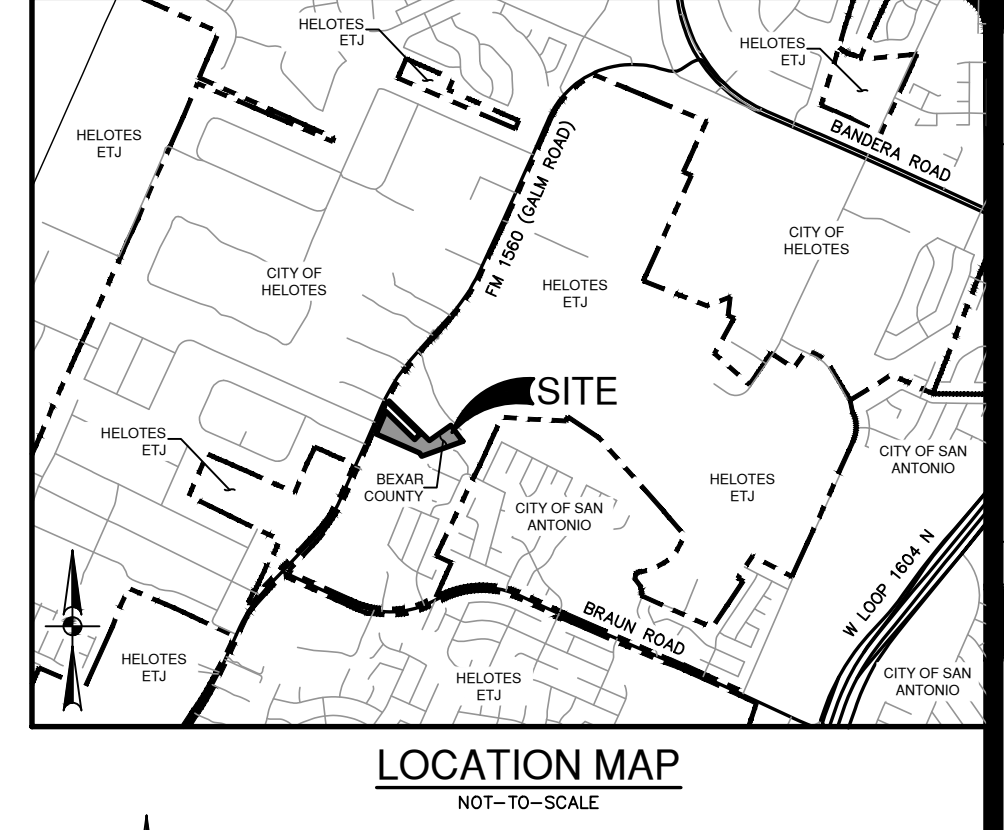 HELOTES
ETJ
HELOTES
ETJ
BANDERA ROAD
HELOTES
ETJ
FM 1560 (GALM ROAD)
CITY OF
HELOTES
CITY OF
HELOTES
HELOTES
ETJ
SITE
HELOTES
ETJ
BEXAR
COUNTY
CITY OF SAN
ANTONIO
HELOTES
ETJ
CITY OF SAN
ANTONIO
W LOOP 1604 N
BRAUN ROAD
HELOTES
ETJ
HELOTES
ETJ
CITY OF SAN
ANTONIO
LOCATION MAP
NOT-TO-SCALE